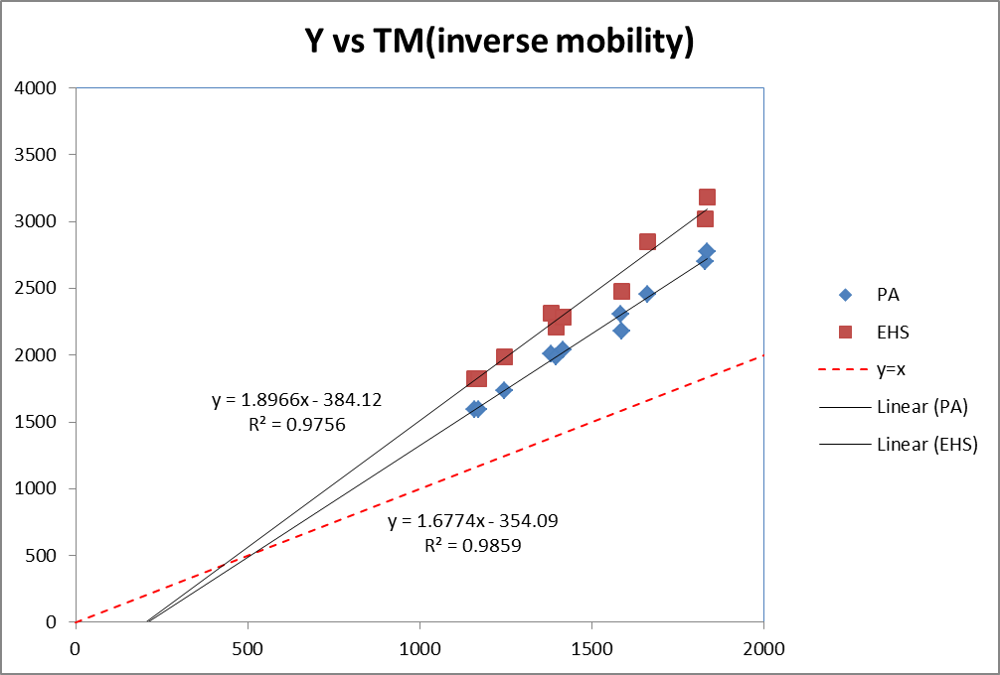 Y vs TM(inverse mobility)
4000
3500
3000
2500
2000
1500
1000
500
0
0
500
1000
1500
2000
y = 1.8966x - 384.12
R² = 0.9756
y = 1.6774x - 354.09
R² = 0.9859
PA
EHS
y=x
Linear (PA)
Linear (EHS)